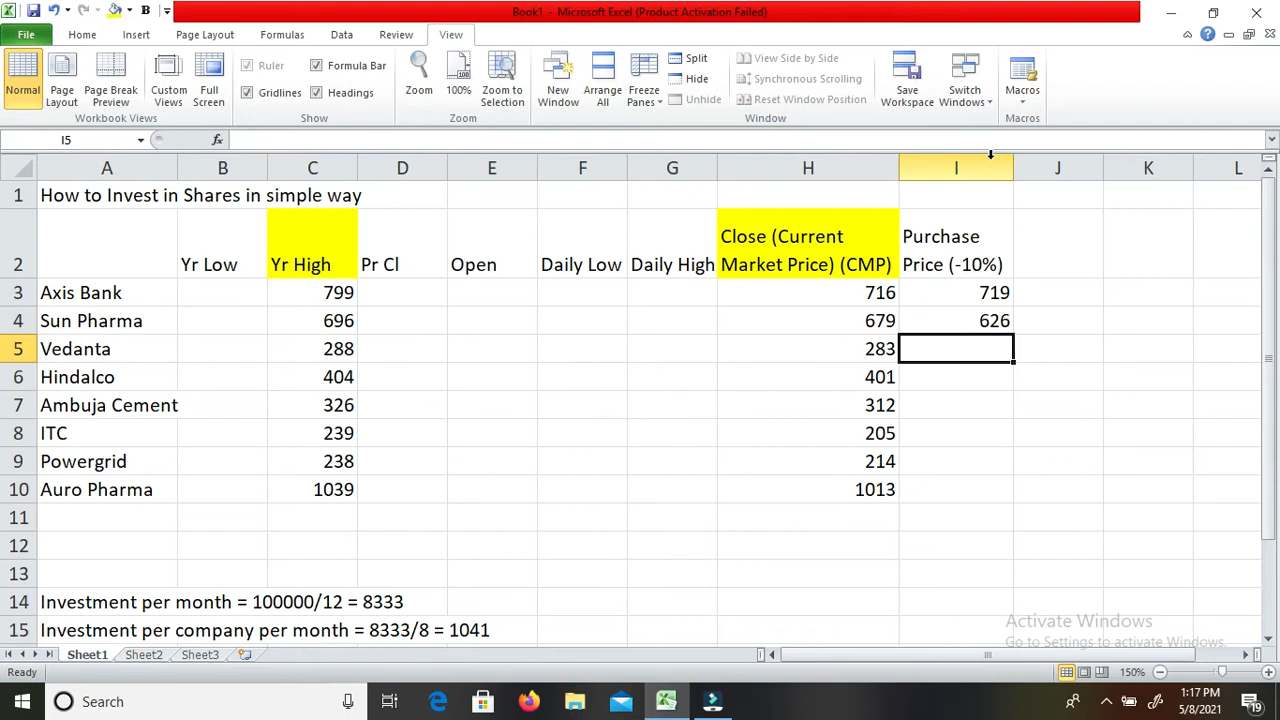 Book1 - Microsoft Excel (Product Activation Failed)
File Home Insert Page Layout Formulas Data Review View
Normal
Page Layout
Page Break Preview
Custom Views
Full Screen
Workbook Views
Ruler
Formula Bar
Gridlines
Headings
Show
Zoom
100%
Zoom to Selection
Zoom
New Window
Arrange All
Freeze Panes
Split
Hide
Unhide
View Side by Side
Synchronous Scrolling
Reset Window Position
Window
Save Workspace
Switch Windows
Macros
Macros
I5 fx
A B C D E F G H I J K L
1 How to Invest in Shares in simple way
Close (Current Purchase
2 Yr Low Yr High Pr Cl Open Daily Low Daily High Market Price) (CMP) Price (-10%)
3 Axis Bank 799 716 719
4 Sun Pharma 696 679 626
5 Vedanta 288 283
6 Hindalco 404 401
7 Ambuja Cement 326 312
8 ITC 239 205
9 Powergrid 238 214
10 Auro Pharma 1039 1013
11
12
13
14 Investment per month = 100000/12 = 8333
15 Investment per company per month = 8333/8 = 1041
Activate Windows
Go to Settings to activate Windows.
Sheet1 Sheet2 Sheet3
Ready 150%
Search
1:17 PM
5/8/2021
19